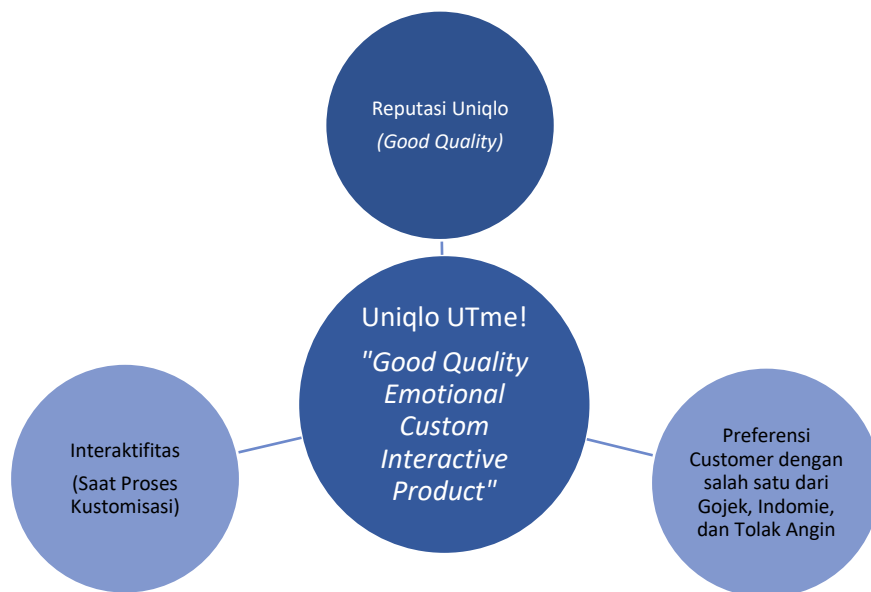 Reputasi Uniqlo
(Good Quality)
Uniqlo UTme!
"Good Quality
Emotional
Custom
Interactive
Product"
Interaktifitas
(Saat Proses
Kustomisasi)
Preferensi
Customer dengan
salah satu dari
Gojek, Indomie,
dan Tolak Angin